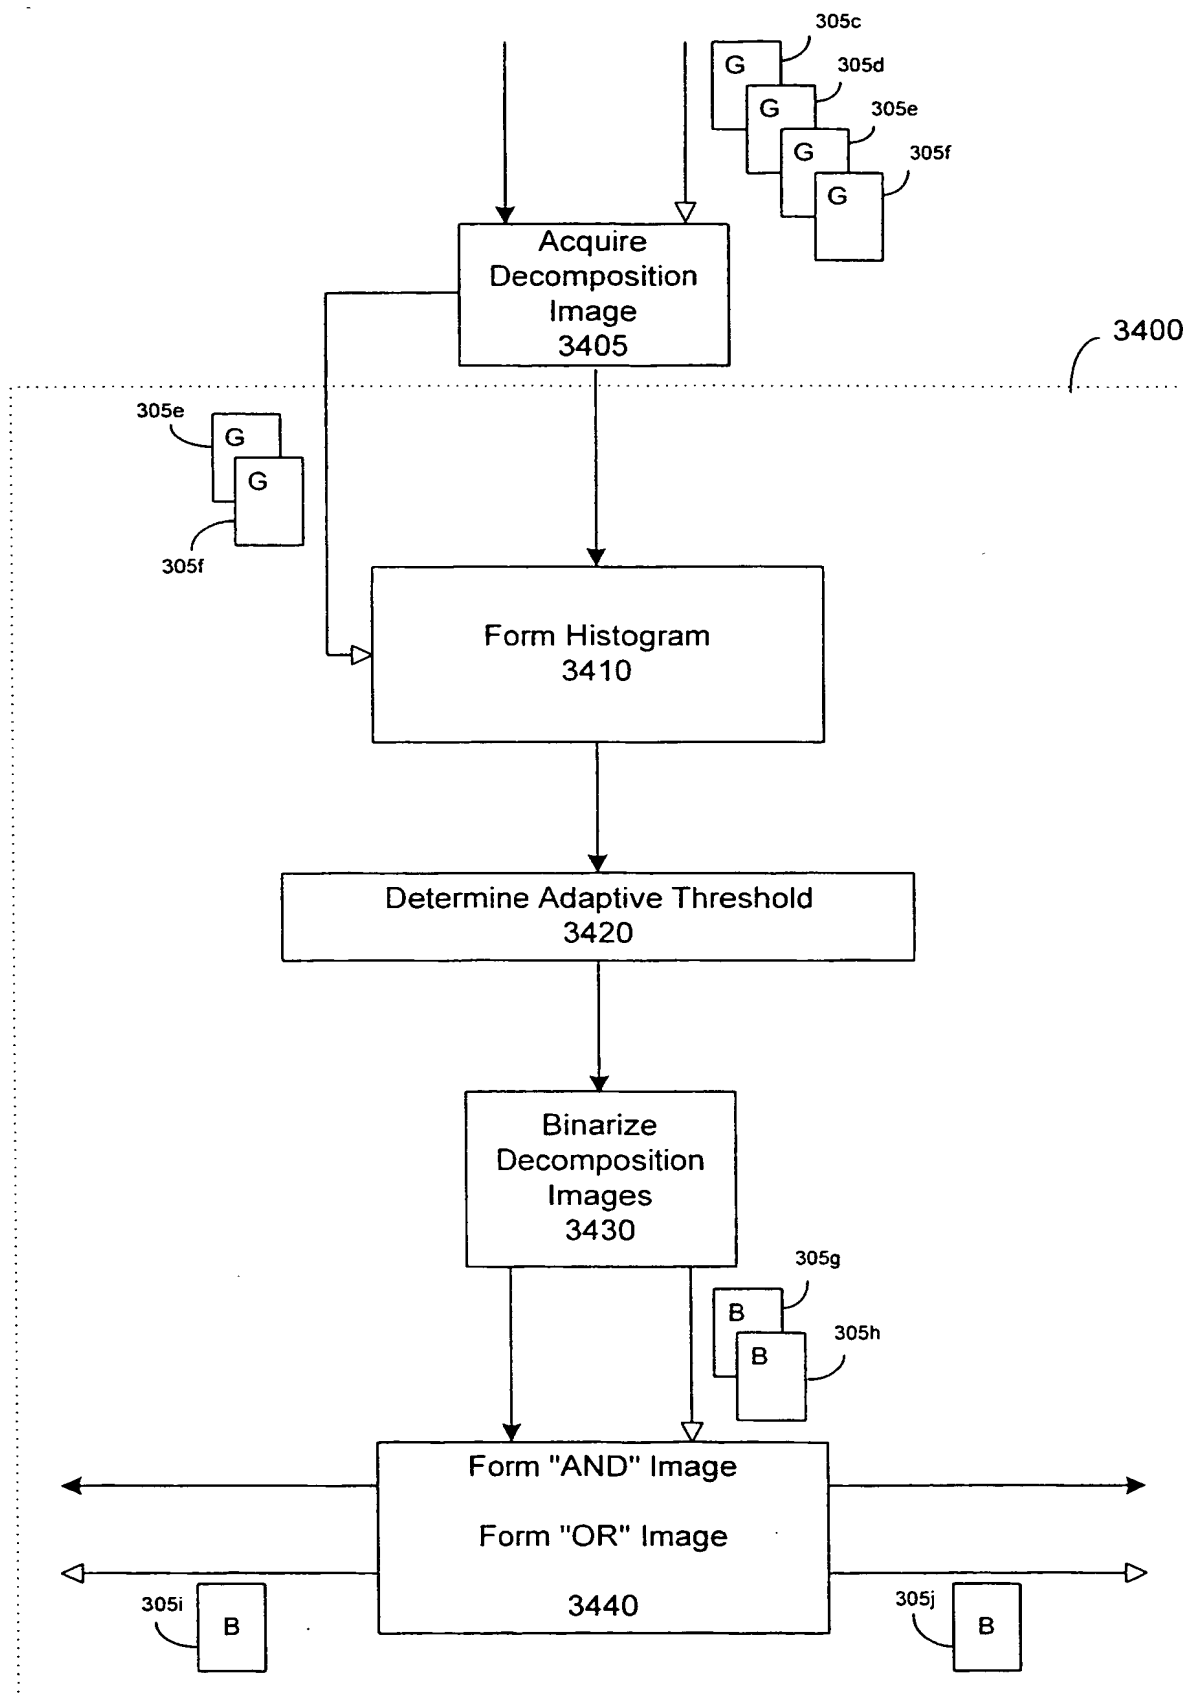 305c
G
305d
G
305e
G
305f
G
Acquire
Decomposition
Image
3405
3400
305e
G
G
305f
Form Histogram
3410
Determine Adaptive Threshold
3420
Binarize
Decomposition
Images
3430
305g
B
305h
B
Form "AND" Image
Form "OR" Image
3440
305i
B
305j
B